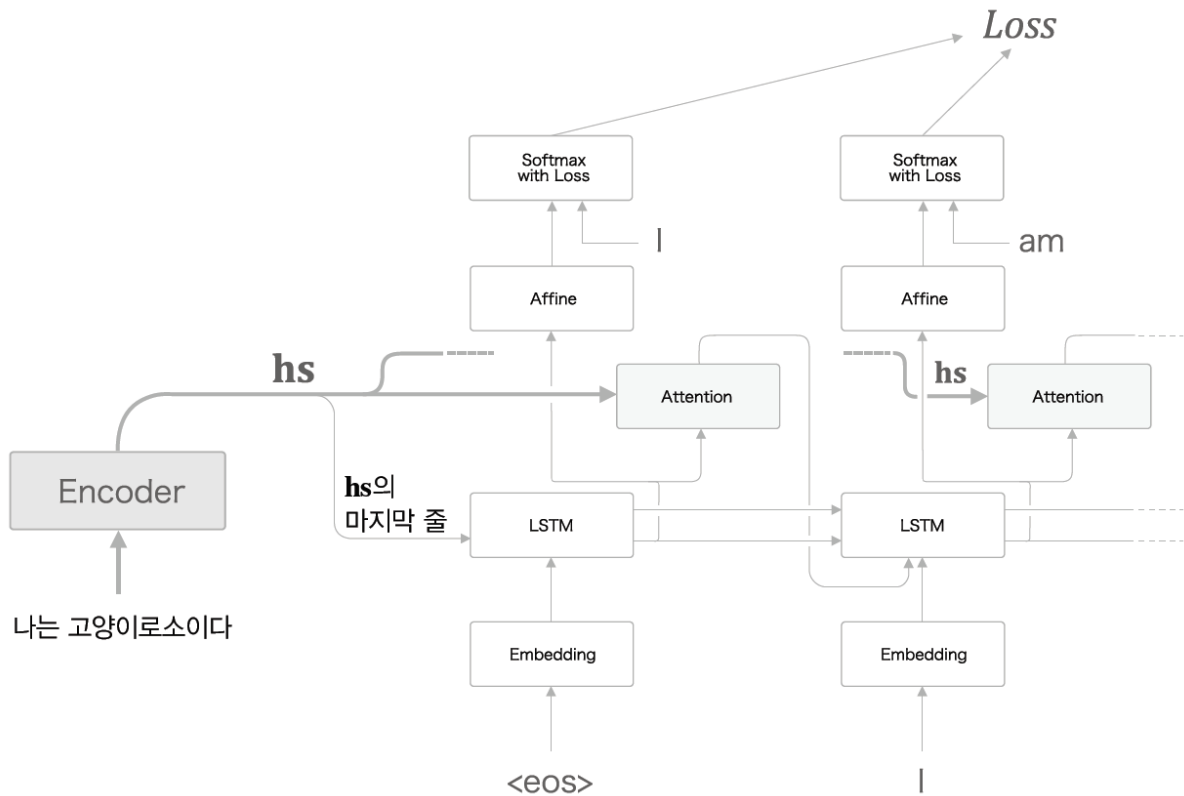 Loss
Softmax
with Loss
Softmax
with Loss
I
am
Affine
Affine
hs
hs
Attention
Attention
Encoder
hs의
마지막 줄
LSTM
LSTM
나는 고양이로소이다
Embedding
Embedding
<eos>
I